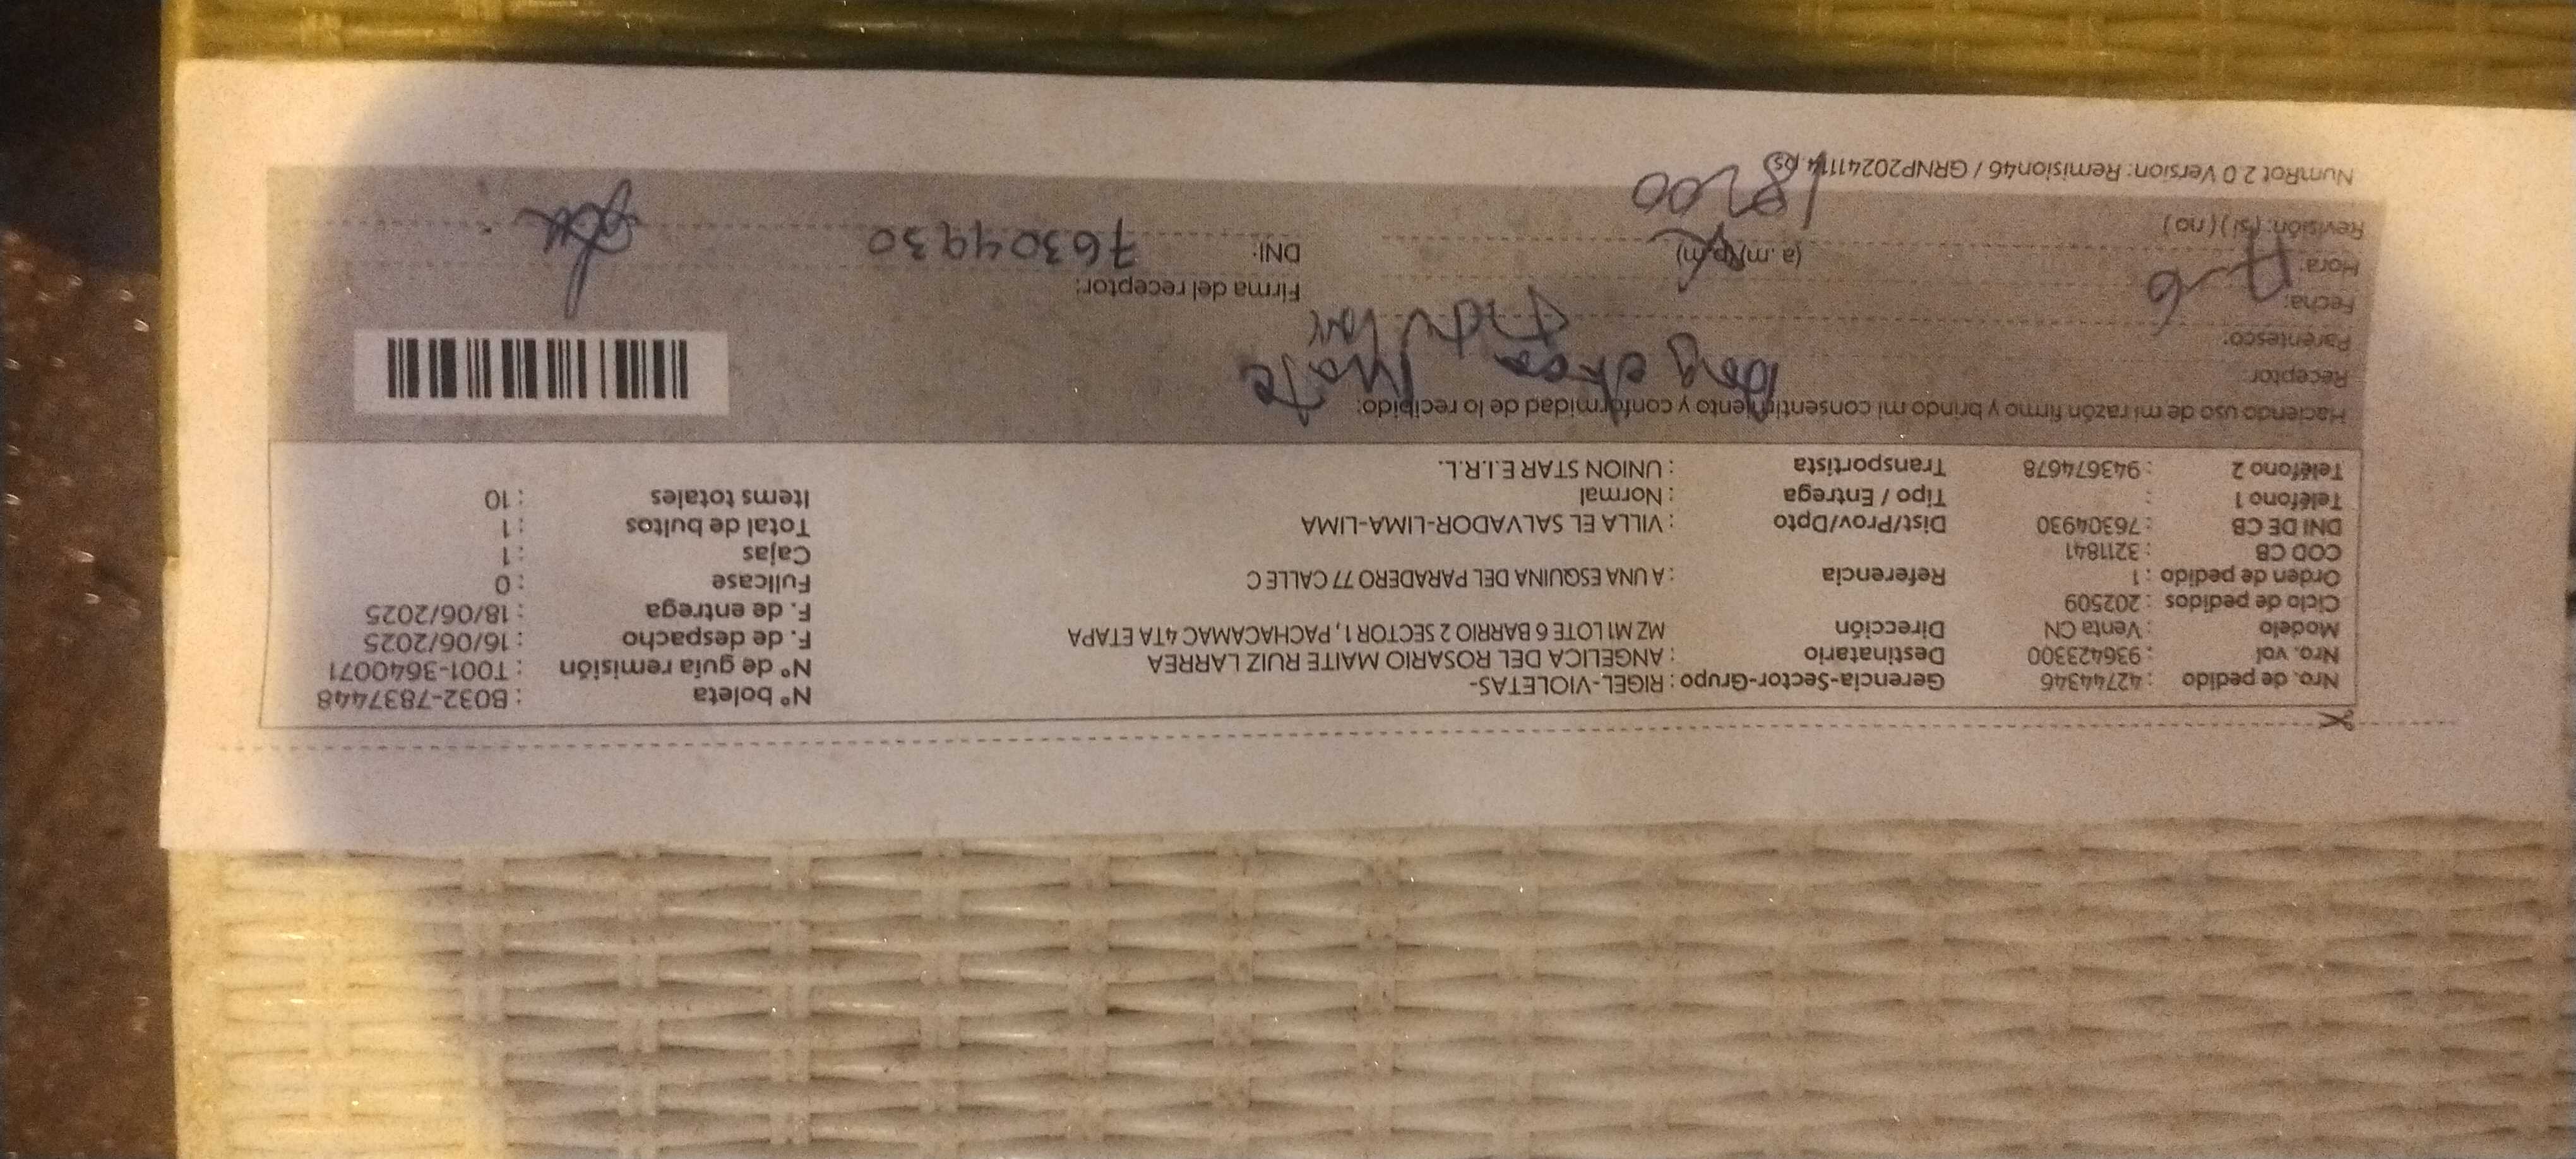 Nro. de pedido : 42744346 Gerencia-Sector-Grupo : RIGEL-VIOLETAS- N° boleta : B032-7837448
Nro. vol : 936423300 Destinatario : ANGELICA DEL ROSARIO MAITE RUIZ LARREA N° de guía remisión : T001-3640071
Modelo : Venta CN Dirección MZ M1 LOTE 6 BARRIO 2 SECTOR 1, PACHACAMAC 4TA ETAPA F. de despacho : 16/06/2025
Ciclo de pedidos : 202509 F. de entrega : 18/06/2025
Orden de pedido : 1 Referencia : A UNA ESQUINA DEL PARADERO 77 CALLE C Fullcase : 0
COD CB : 3211841 Cajas : 1
DNI DE CB : 76304930 Dist/Prov/Dpto : VILLA EL SALVADOR-LIMA-LIMA Total de bultos : 1
Teléfono 1 : Tipo / Entrega : Normal Items totales : 10
Teléfono 2 : 943674678 Transportista : UNION STAR E.I.R.L.
Haciendo uso de mi razón firmo y brindo mi consentimiento y conformidad de lo recibido:
Receptor:
Parentesco:
Fecha: Firma del receptor:
Hora: (a.m) (p.m) DNI: 76304930
Revisión: (si) (no)
NumRot 2.0 Version: Remision46 / GRNP20241114.ps